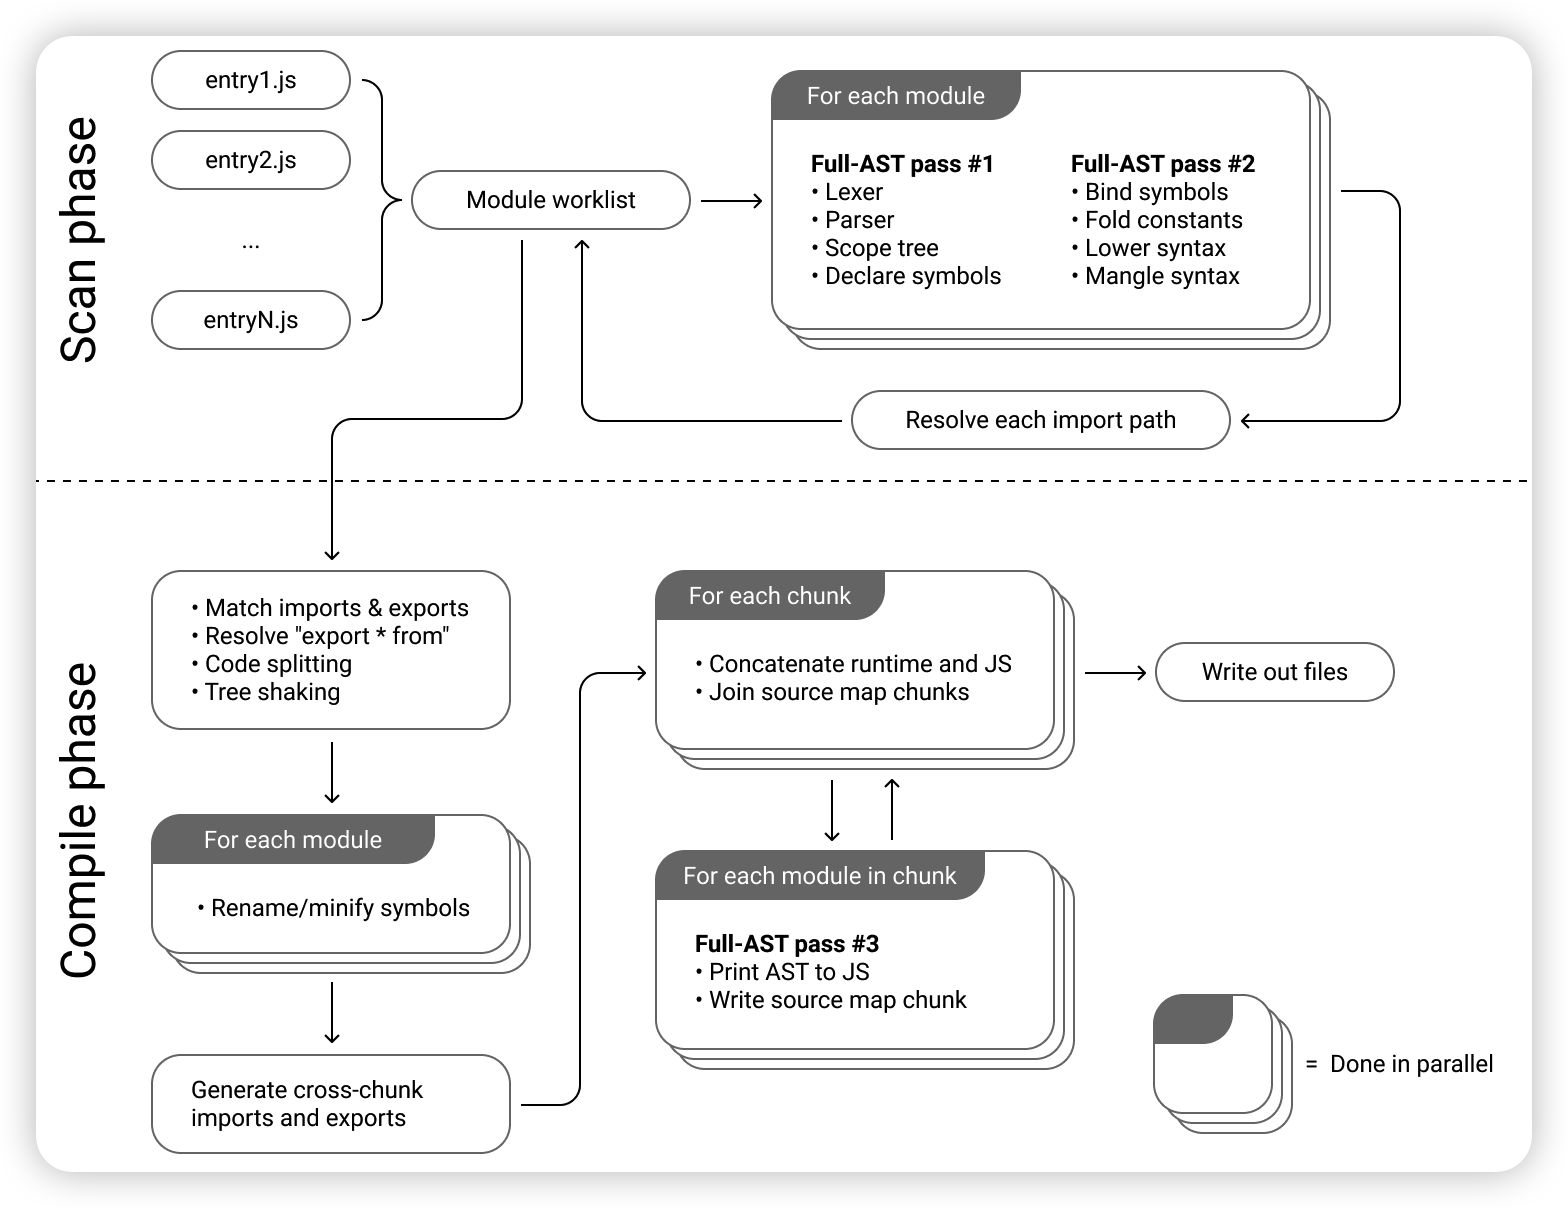 Scan phase
entry1.js
entry2.js
...
entryN.js
Module worklist
For each module
Full-AST pass #1
• Lexer
• Parser
• Scope tree
• Declare symbols
Full-AST pass #2
• Bind symbols
• Fold constants
• Lower syntax
• Mangle syntax
Resolve each import path
Compile phase
• Match imports & exports
• Resolve "export * from"
• Code splitting
• Tree shaking
For each module
• Rename/minify symbols
Generate cross-chunk
imports and exports
For each chunk
• Concatenate runtime and JS
• Join source map chunks
For each module in chunk
Full-AST pass #3
• Print AST to JS
• Write source map chunk
Write out files
= Done in parallel